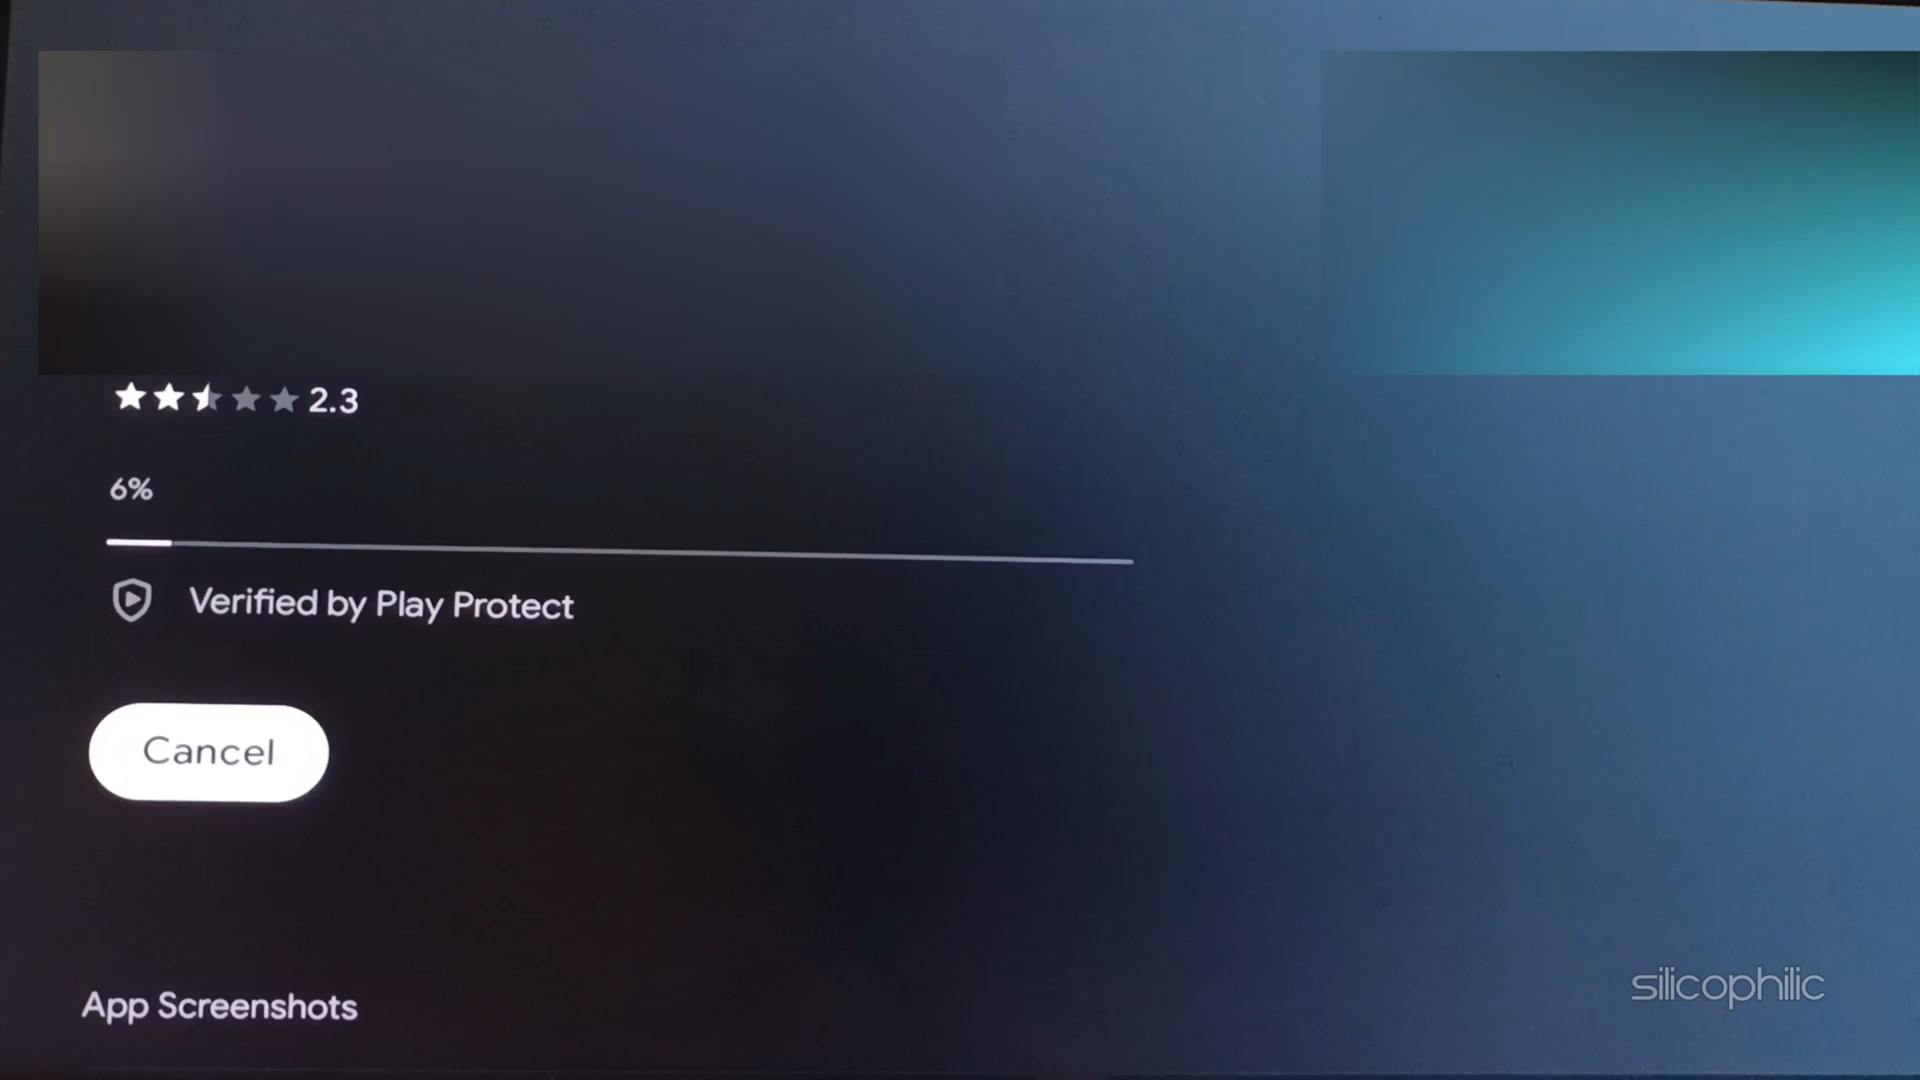 2.3
6%
Verified by Play Protect
Cancel
App Screenshots
silicophilic